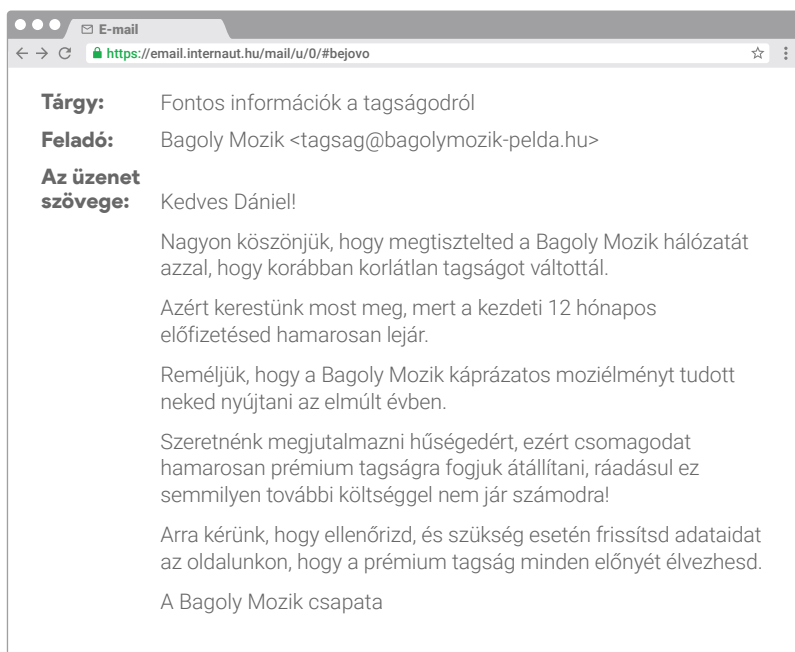 E-mail
https://email.internaut.hu/mail/u/0/#bejovo
Tárgy: Fontos információk a tagságodról
Feladó: Bagoly Mozik <tagsag@bagolymozik-pelda.hu>
Az üzenet
szövege: Kedves Dániel!
Nagyon köszönjük, hogy megtisztelted a Bagoly Mozik hálózatát
azzal, hogy korábban korlátlan tagságot váltottál.
Azért kerestünk most meg, mert a kezdeti 12 hónapos
előfizetésed hamarosan lejár.
Reméljük, hogy a Bagoly Mozik káprázatos moziélményt tudott
neked nyújtani az elmúlt évben.
Szeretnénk megjutalmazni hűségedért, ezért csomagodat
hamarosan prémium tagságra fogjuk átállítani, ráadásul ez
semmilyen további költséggel nem jár számodra!
Arra kérünk, hogy ellenőrizd, és szükség esetén frissítsd adataidat
az oldalunkon, hogy a prémium tagság minden előnyét élvezhesd.
A Bagoly Mozik csapata